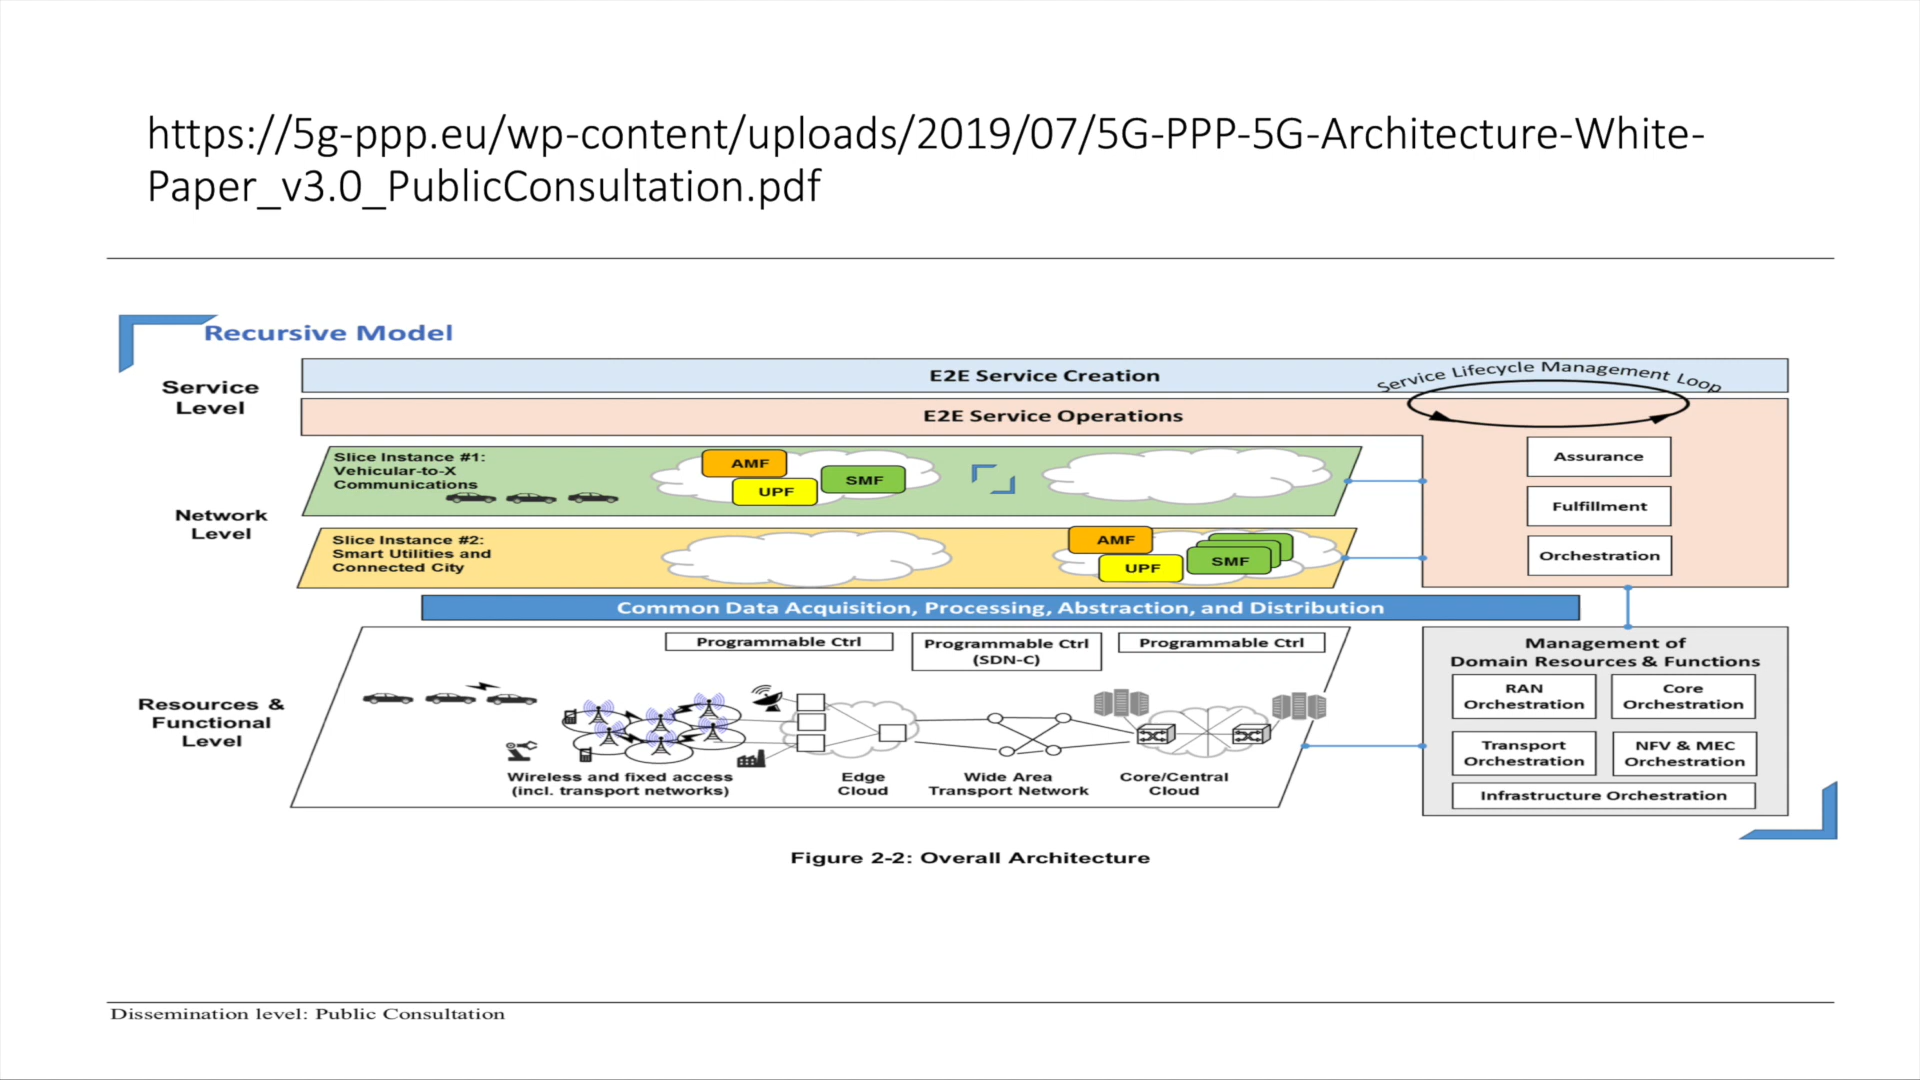 https://5g-ppp.eu/wp-content/uploads/2019/07/5G-PPP-5G-Architecture-White-
Paper_v3.0_PublicConsultation.pdf
Recursive Model
Service
Level
E2E Service Creation
Service Lifecycle Management Loop
E2E Service Operations
Network
Level
Slice Instance #1:
Vehicular-to-X
Communications
AMF
UPF
SMF
Slice Instance #2:
Smart Utilities and
Connected City
AMF
UPF
SMF
Assurance
Fulfillment
Orchestration
Common Data Acquisition, Processing, Abstraction, and Distribution
Resources &
Functional
Level
Programmable Ctrl
Programmable Ctrl
(SDN-C)
Programmable Ctrl
Wireless and fixed access
(incl. transport networks)
Edge
Cloud
Wide Area
Transport Network
Core/Central
Cloud
Management of
Domain Resources & Functions
RAN
Orchestration
Core
Orchestration
Transport
Orchestration
NFV & MEC
Orchestration
Infrastructure Orchestration
Figure 2-2: Overall Architecture
Dissemination level: Public Consultation